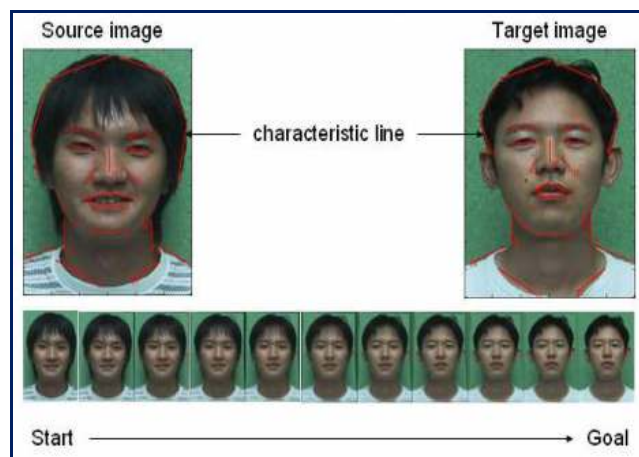 Source image
Target image
characteristic line
Start
Goal